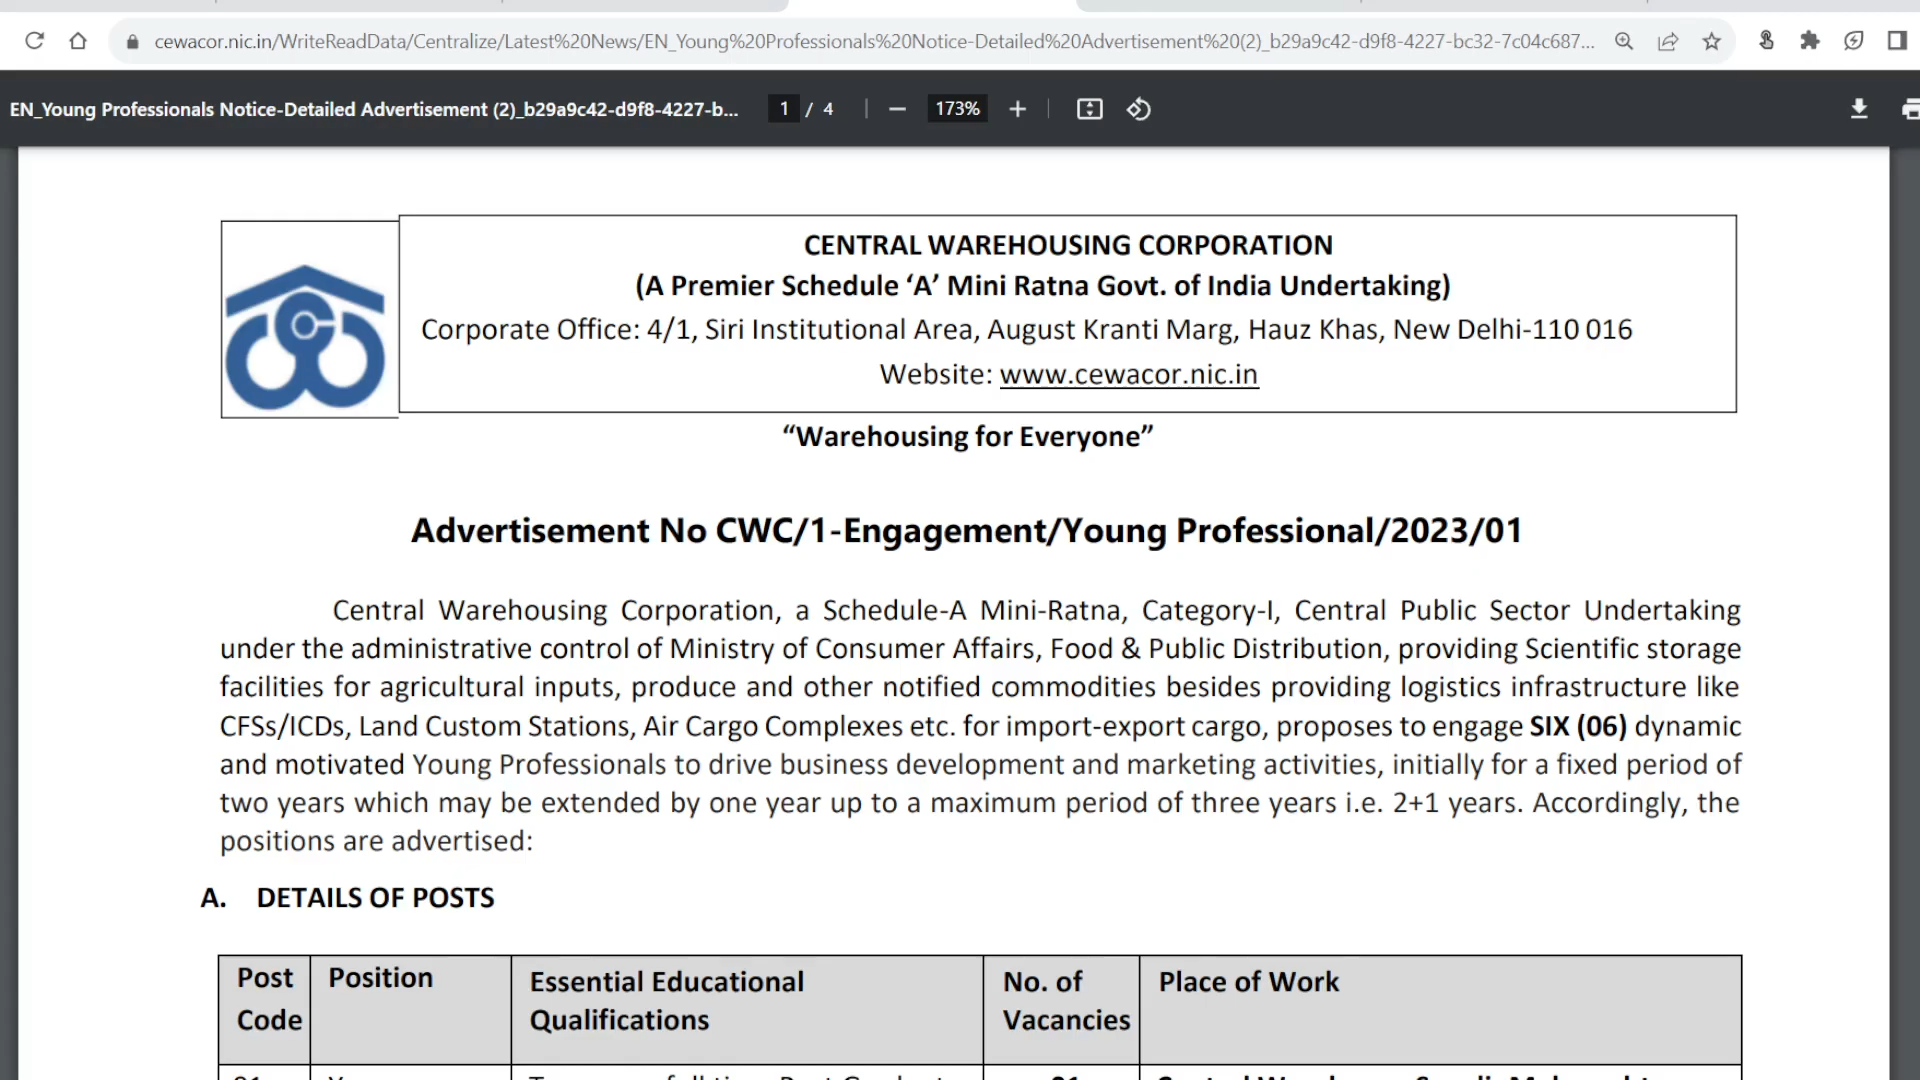 cewacor.nic.in/WriteReadData/Centralize/Latest%20News/EN_Young%20Professionals%20Notice-Detailed%20Advertisement%20(2)_b29a9c42-d9f8-4227-bc32-7c04c687...
EN_Young Professionals Notice-Detailed Advertisement (2)_b29a9c42-d9f8-4227-b... 1 / 4 173%
CENTRAL WAREHOUSING CORPORATION
(A Premier Schedule ‘A’ Mini Ratna Govt. of India Undertaking)
Corporate Office: 4/1, Siri Institutional Area, August Kranti Marg, Hauz Khas, New Delhi-110 016
Website: www.cewacor.nic.in
“Warehousing for Everyone”
Advertisement No CWC/1-Engagement/Young Professional/2023/01
Central Warehousing Corporation, a Schedule-A Mini-Ratna, Category-I, Central Public Sector Undertaking
under the administrative control of Ministry of Consumer Affairs, Food & Public Distribution, providing Scientific storage
facilities for agricultural inputs, produce and other notified commodities besides providing logistics infrastructure like
CFSs/ICDs, Land Custom Stations, Air Cargo Complexes etc. for import-export cargo, proposes to engage SIX (06) dynamic
and motivated Young Professionals to drive business development and marketing activities, initially for a fixed period of
two years which may be extended by one year up to a maximum period of three years i.e. 2+1 years. Accordingly, the
positions are advertised:
A. DETAILS OF POSTS
Post Code
Position
Essential Educational Qualifications
No. of Vacancies
Place of Work